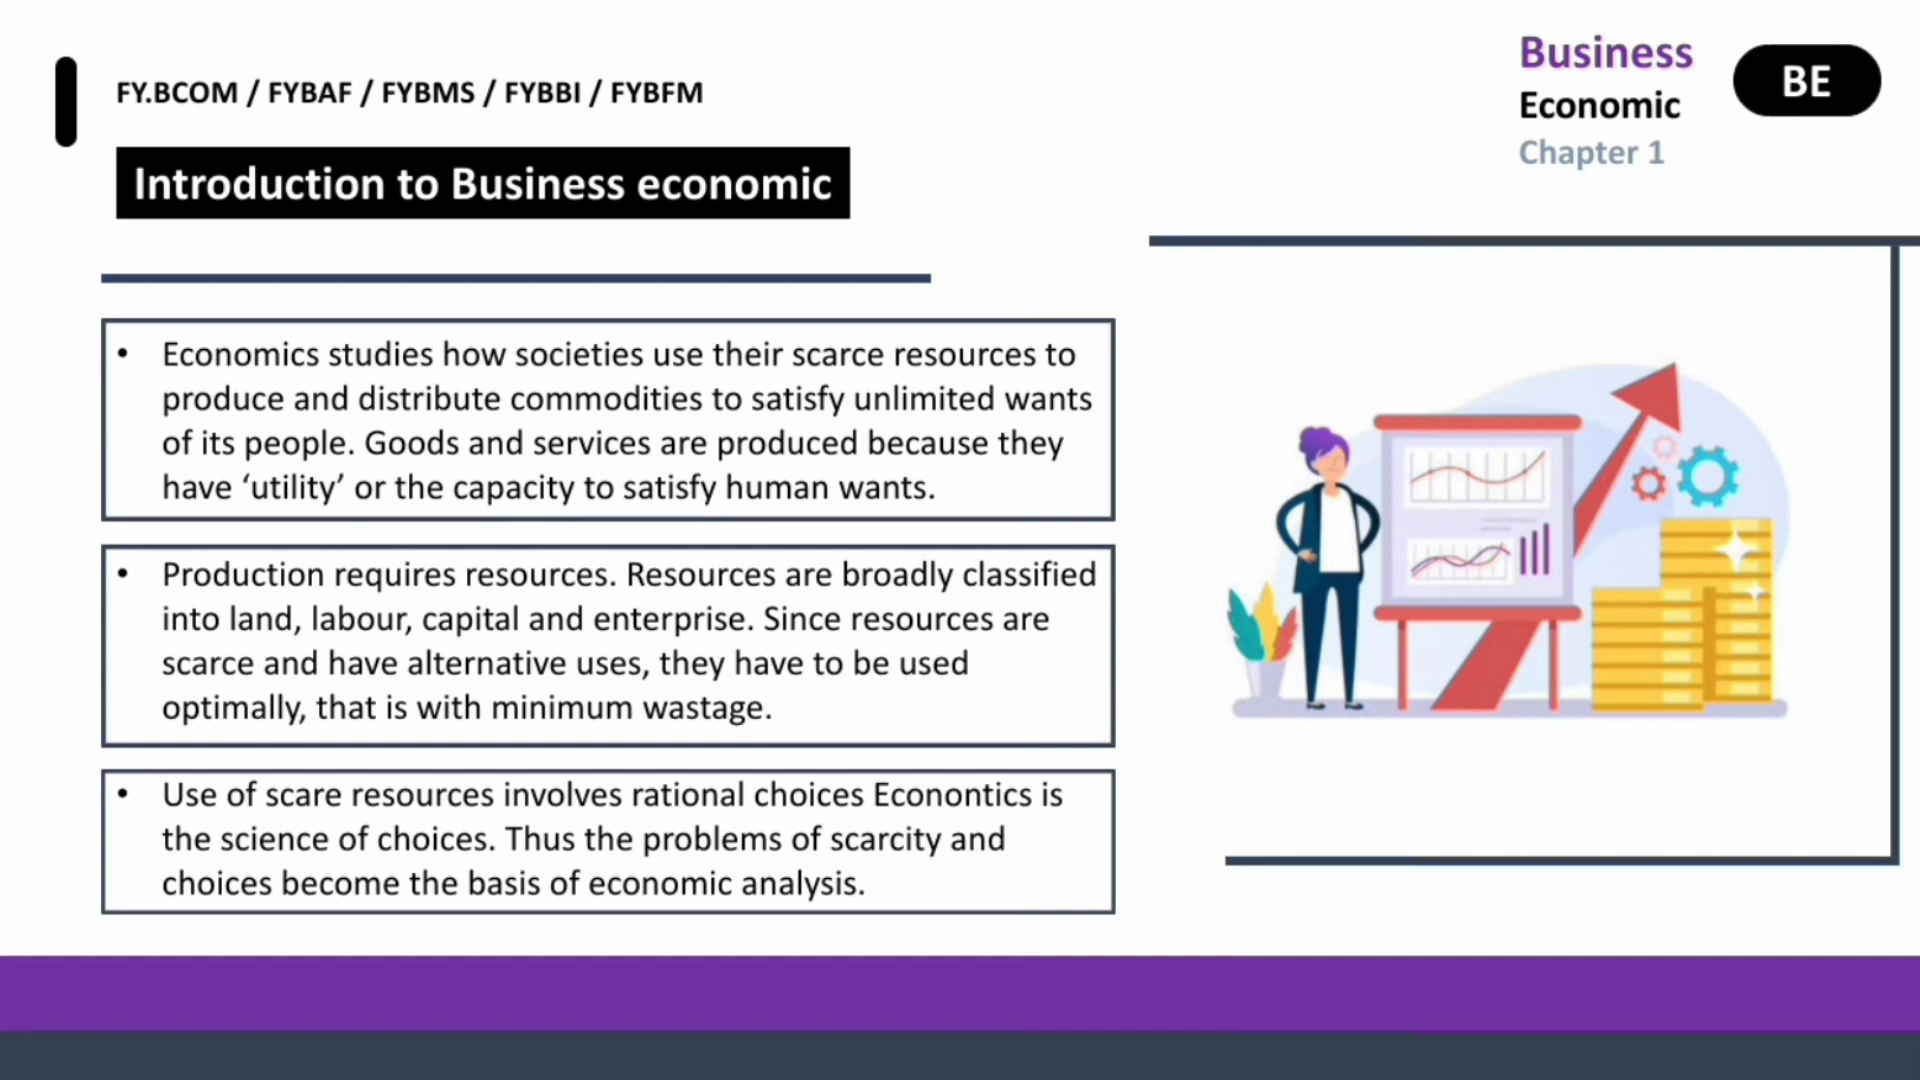 FY.BCOM / FYBAF / FYBMS / FYBBI / FYBFM
Introduction to Business economic
Business
Economic
Chapter 1
BE
• Economics studies how societies use their scarce resources to
produce and distribute commodities to satisfy unlimited wants
of its people. Goods and services are produced because they
have ‘utility’ or the capacity to satisfy human wants.
• Production requires resources. Resources are broadly classified
into land, labour, capital and enterprise. Since resources are
scarce and have alternative uses, they have to be used
optimally, that is with minimum wastage.
• Use of scare resources involves rational choices Econontics is
the science of choices. Thus the problems of scarcity and
choices become the basis of economic analysis.